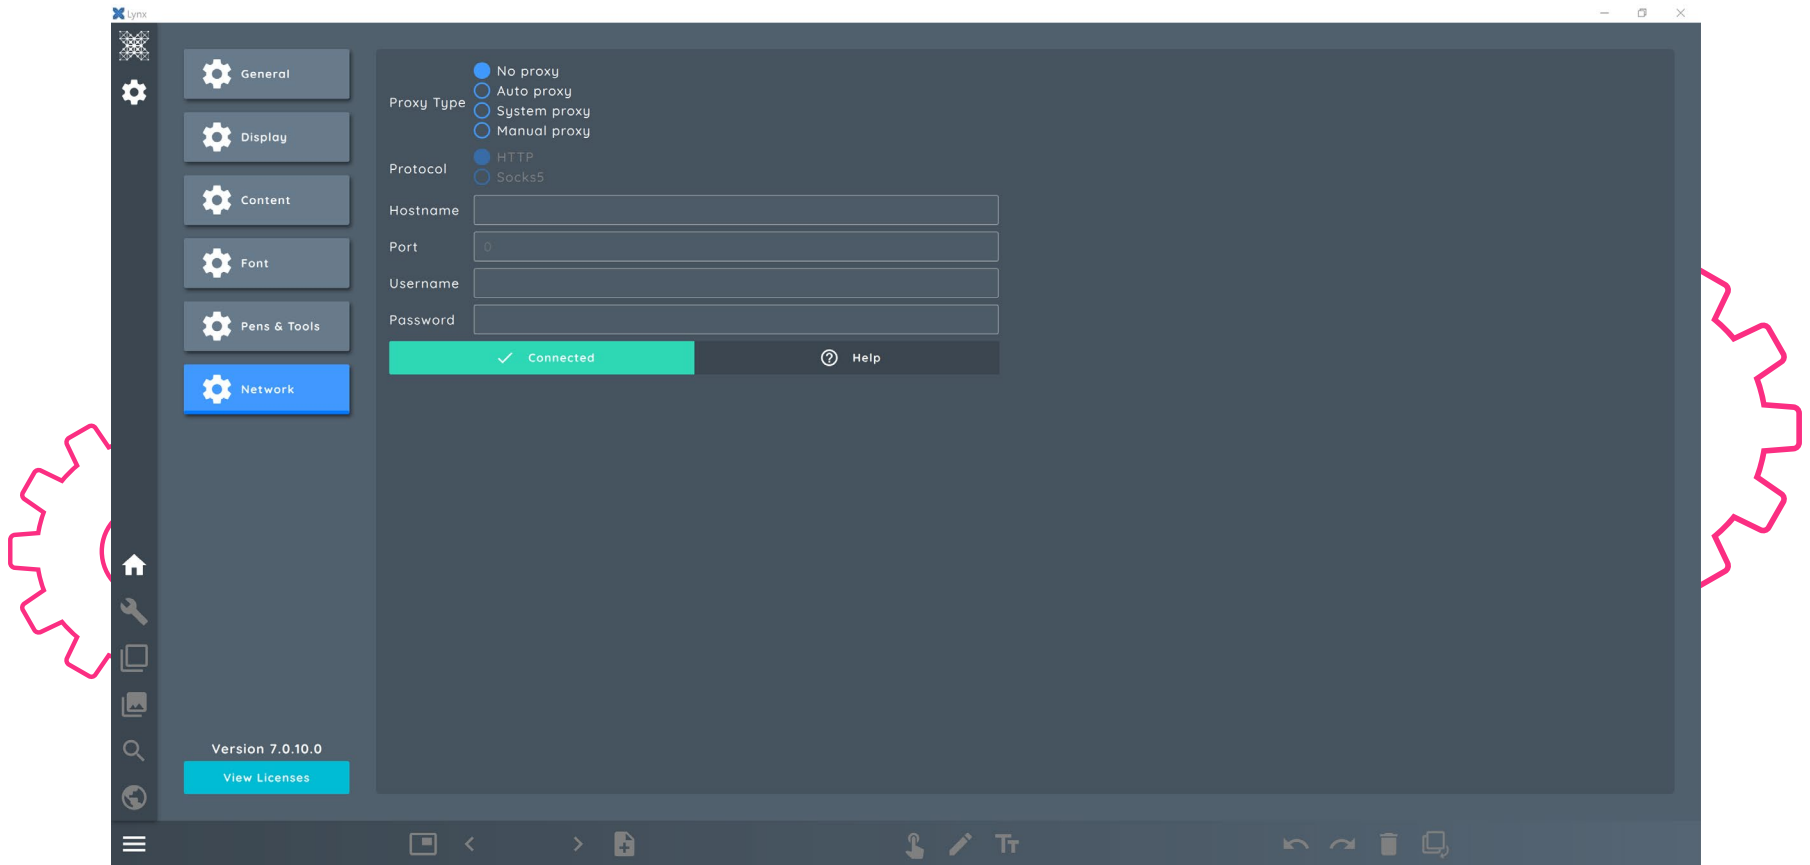 Lynx
General
Display
Content
Font
Pens & Tools
Network
Version 7.0.10.0
View Licenses
Proxy Type
No proxy
Auto proxy
System proxy
Manual proxy
Protocol
HTTP
Socks5
Hostname
Port
0
Username
Password
Connected
Help
TT